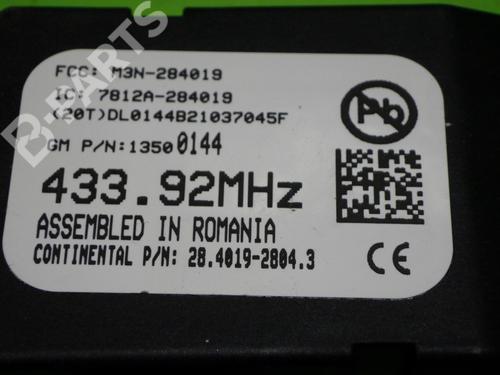 FCC: M3N-284019
IC: 7812A-284019
(20T)DL0144B21037045F
GM P/N:13500144
433.92MHz
ASSEMBLED IN ROMANIA
CONTINENTAL P/N: 28.4019-2804.3
Pb
CE
B-PARTS